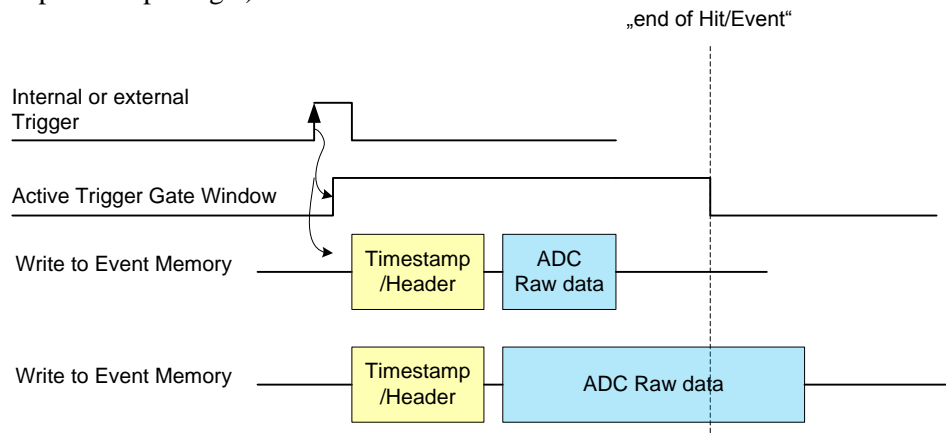 „end of Hit/Event“
Internal or external
Trigger
Active Trigger Gate Window
Write to Event Memory
Timestamp
/Header
ADC
Raw data
Write to Event Memory
Timestamp
/Header
ADC Raw data